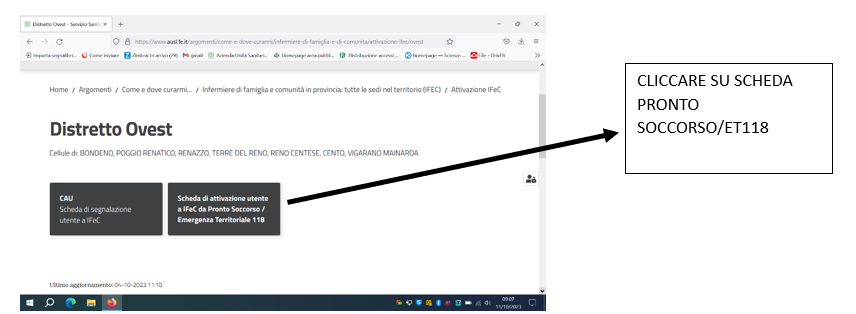 Distretto Ovest - Servizio Sanita
https://www.ausl.fe.it/argomenti/come-e-dove-curarmi/infermiere-di-famiglia-e-di-comunita/attivazione-ifec/ovest
Importa segnalibri... Come iniziare Zimbra: In arrivo (29) gmail Azienda Unità Sanitari... Homepage area pubbli... Distribuzione accessi ... homepage — Science ... File - DriveTR
Home / Argomenti / Come e dove curarmi... / Infermiere di famiglia e comunità in provincia: tutte le sedi nel territorio (IFEC) / Attivazione IFeC
Distretto Ovest
Cellule di: BONDENO, POGGIO RENATICO, RENAZZO, TERRE DEL RENO, RENO CENTESE, CENTO, VIGARANO MAINARDA
CAU
Scheda di segnalazione
utente a IFeC
Scheda di attivazione utente
a IFeC da Pronto Soccorso /
Emergenza Territoriale 118
Ultimo aggiornamento: 04-10-2023 11:10
09:07
11/10/2023
CLICCARE SU SCHEDA
PRONTO
SOCCORSO/ET118